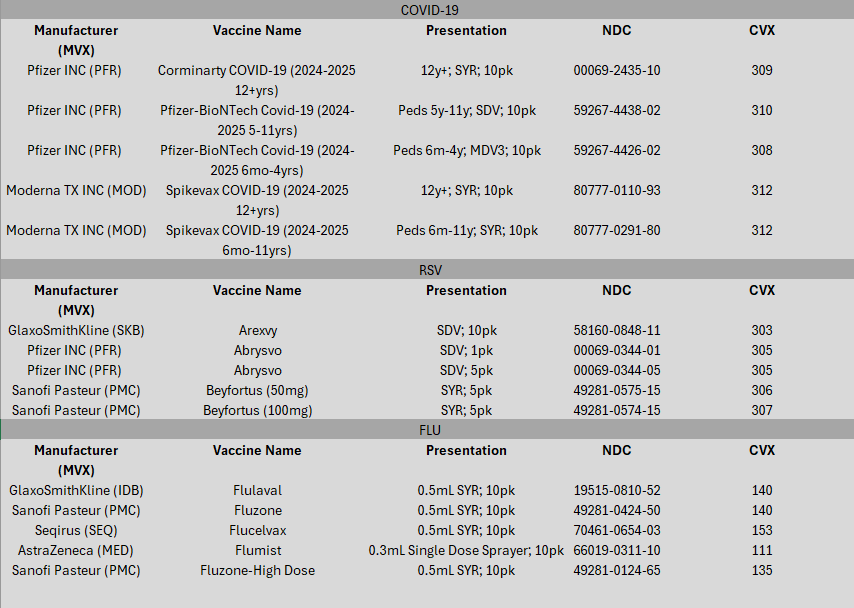 COVID-19
Manufacturer (MVX) Vaccine Name Presentation NDC CVX
Pfizer INC (PFR) Corminarty COVID-19 (2024-2025 12+yrs) 12y+; SYR; 10pk 00069-2435-10 309
Pfizer INC (PFR) Pfizer-BioNTech Covid-19 (2024-2025 5-11yrs) Peds 5y-11y; SDV; 10pk 59267-4438-02 310
Pfizer INC (PFR) Pfizer-BioNTech Covid-19 (2024-2025 6mo-4yrs) Peds 6m-4y; MDV3; 10pk 59267-4426-02 308
Moderna TX INC (MOD) Spikevax COVID-19 (2024-2025 12+yrs) 12y+; SYR; 10pk 80777-0110-93 312
Moderna TX INC (MOD) Spikevax COVID-19 (2024-2025 6mo-11yrs) Peds 6m-11y; SYR; 10pk 80777-0291-80 312
RSV
Manufacturer (MVX) Vaccine Name Presentation NDC CVX
GlaxoSmithKline (SKB) Arexvy SDV; 10pk 58160-0848-11 303
Pfizer INC (PFR) Abrysvo SDV; 1pk 00069-0344-01 305
Pfizer INC (PFR) Abrysvo SDV; 5pk 00069-0344-05 305
Sanofi Pasteur (PMC) Beyfortus (50mg) SYR; 5pk 49281-0575-15 306
Sanofi Pasteur (PMC) Beyfortus (100mg) SYR; 5pk 49281-0574-15 307
FLU
Manufacturer (MVX) Vaccine Name Presentation NDC CVX
GlaxoSmithKline (IDB) Flulaval 0.5mL SYR; 10pk 19515-0810-52 140
Sanofi Pasteur (PMC) Fluzone 0.5mL SYR; 10pk 49281-0424-50 140
Seqirus (SEQ) Flucelvax 0.5mL SYR; 10pk 70461-0654-03 153
AstraZeneca (MED) Flumist 0.3mL Single Dose Sprayer; 10pk 66019-0311-10 111
Sanofi Pasteur (PMC) Fluzone-High Dose 0.5mL SYR; 10pk 49281-0124-65 135